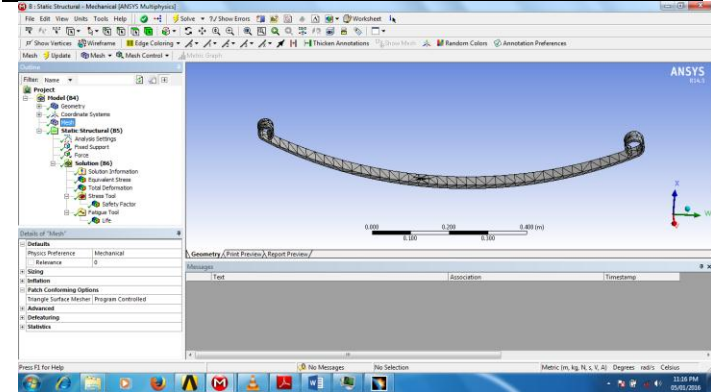 B : Static Structural - Mechanical [ANSYS Multiphysics]
File Edit View Units Tools Help Solve ?/ Show Errors Worksheet
Show Vertices Wireframe Edge Coloring Thicken Annotations Show Mesh Random Colors Annotation Preferences
Mesh Update Mesh Mesh Control Metric Graph
Outline
Filter: Name
Project
Model (B4)
Geometry
Coordinate Systems
Mesh
Static Structural (B5)
Analysis Settings
Fixed Support
Force
Solution (B6)
Solution Information
Equivalent Stress
Total Deformation
Stress Tool
Safety Factor
Fatigue Tool
Life
ANSYS
R14.5
0.000 0.200 0.400 (m)
0.100 0.300
X
Geometry Print Preview Report Preview
Details of "Mesh"
Defaults
Physics Preference Mechanical
Relevance 0
Sizing
Inflation
Patch Conforming Options
Triangle Surface Mesher Program Controlled
Advanced
Defeaturing
Statistics
Messages
Text Association Timestamp
Press F1 for Help No Messages No Selection Metric (m, kg, N, s, V, A) Degrees rad/s Celsius
11:16 PM
05/01/2016